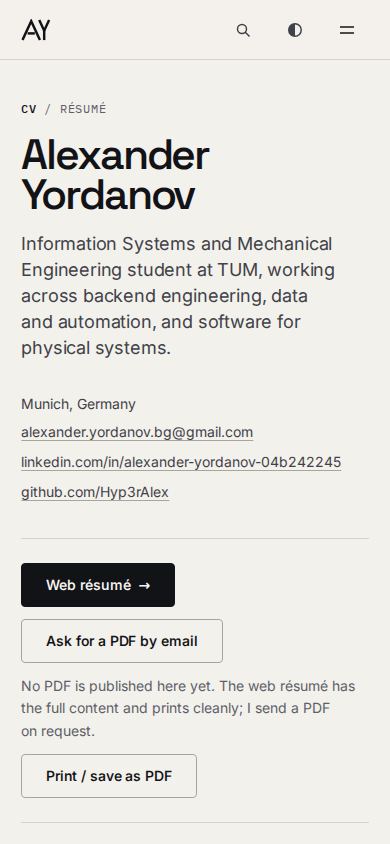 AY
CV / RÉSUMÉ
Alexander
Yordanov
Information Systems and Mechanical
Engineering student at TUM, working
across backend engineering, data
and automation, and software for
physical systems.
Munich, Germany
alexander.yordanov.bg@gmail.com
linkedin.com/in/alexander-yordanov-04b242245
github.com/Hyp3rAlex
Web résumé →
Ask for a PDF by email
No PDF is published here yet. The web résumé has
the full content and prints cleanly; I send a PDF
on request.
Print / save as PDF